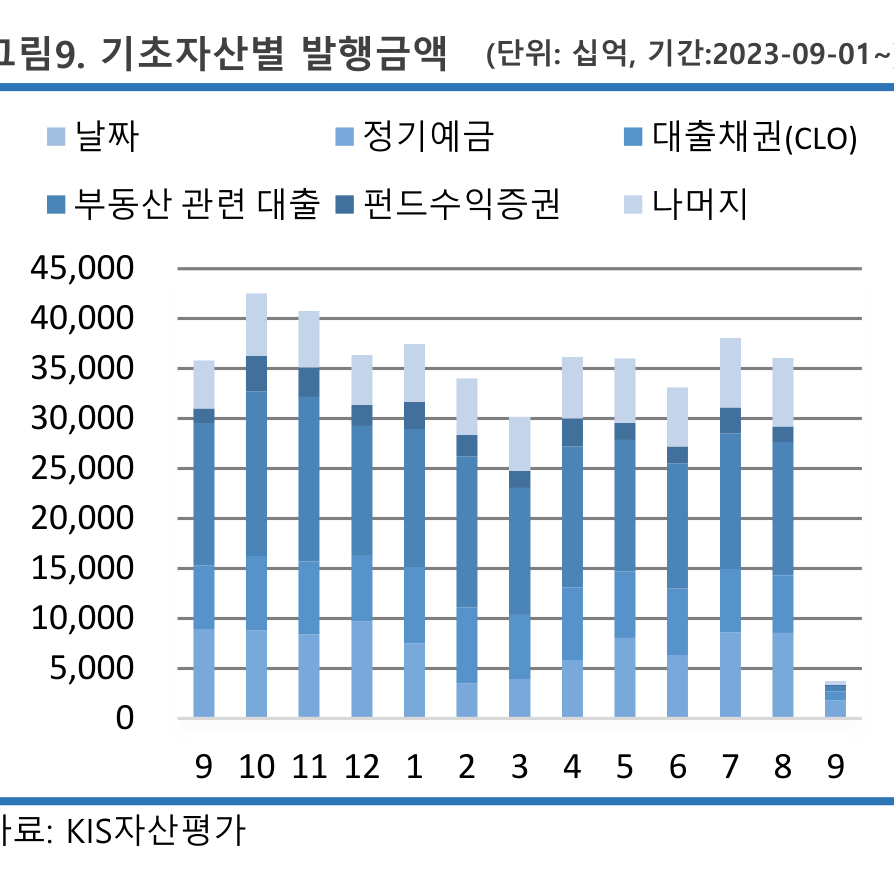 그림9. 기초자산별 발행금액 (단위: 십억, 기간:2023-09-01~)
날짜 정기예금 대출채권(CLO)
부동산 관련 대출 펀드수익증권 나머지
45,000
40,000
35,000
30,000
25,000
20,000
15,000
10,000
5,000
0
9 10 11 12 1 2 3 4 5 6 7 8 9
자료: KIS자산평가